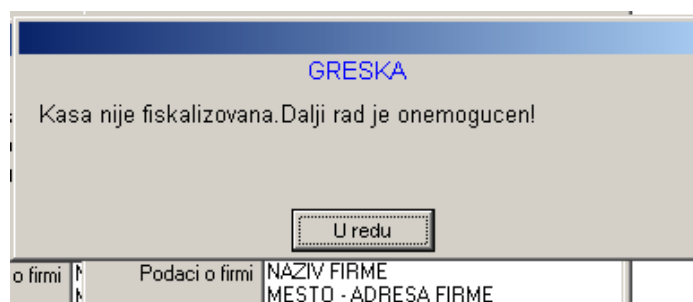 GRESKA
Kasa nije fiskalizovana.Dalji rad je onemogucen!
U redu
o firmi
Podaci o firmi
NAZIV FIRME
MESTO - ADRESA FIRME